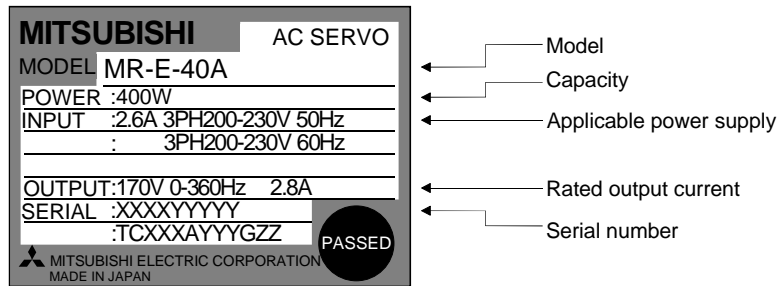 MITSUBISHI AC SERVO
MODEL MR-E-40A
POWER :400W
INPUT :2.6A 3PH200-230V 50Hz
: 3PH200-230V 60Hz
OUTPUT:170V 0-360Hz 2.8A
SERIAL :XXXXYYYYY
:TCXXXAYYYGZZ
PASSED
MITSUBISHI ELECTRIC CORPORATION
MADE IN JAPAN
Model
Capacity
Applicable power supply
Rated output current
Serial number